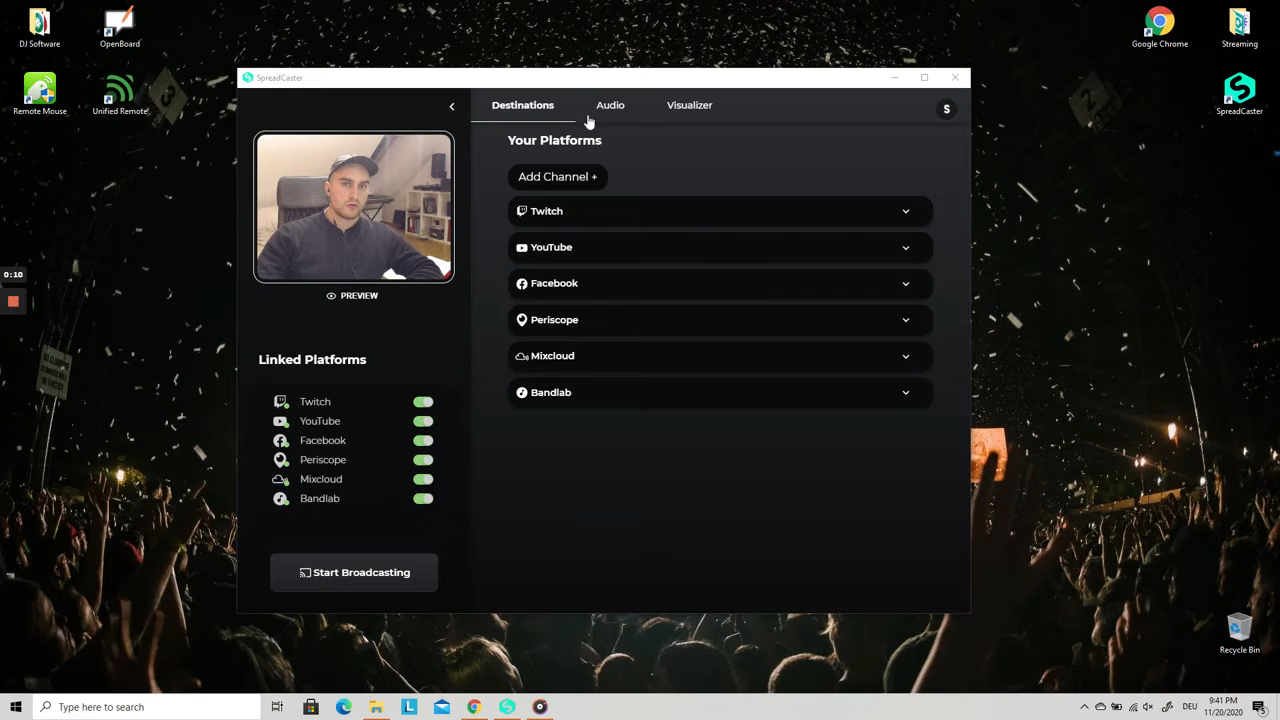 DJ Software
OpenBoard
Remote Mouse
Unified Remote
Google Chrome
Streaming
SpreadCaster
SpreadCaster
Destinations
Audio
Visualizer
S
Your Platforms
Add Channel +
Twitch
YouTube
Facebook
Periscope
Mixcloud
Bandlab
PREVIEW
Linked Platforms
Twitch
YouTube
Facebook
Periscope
Mixcloud
Bandlab
Start Broadcasting
0:10
Recycle Bin
Type here to search
L
DEU
9:41 PM
11/20/2020
5